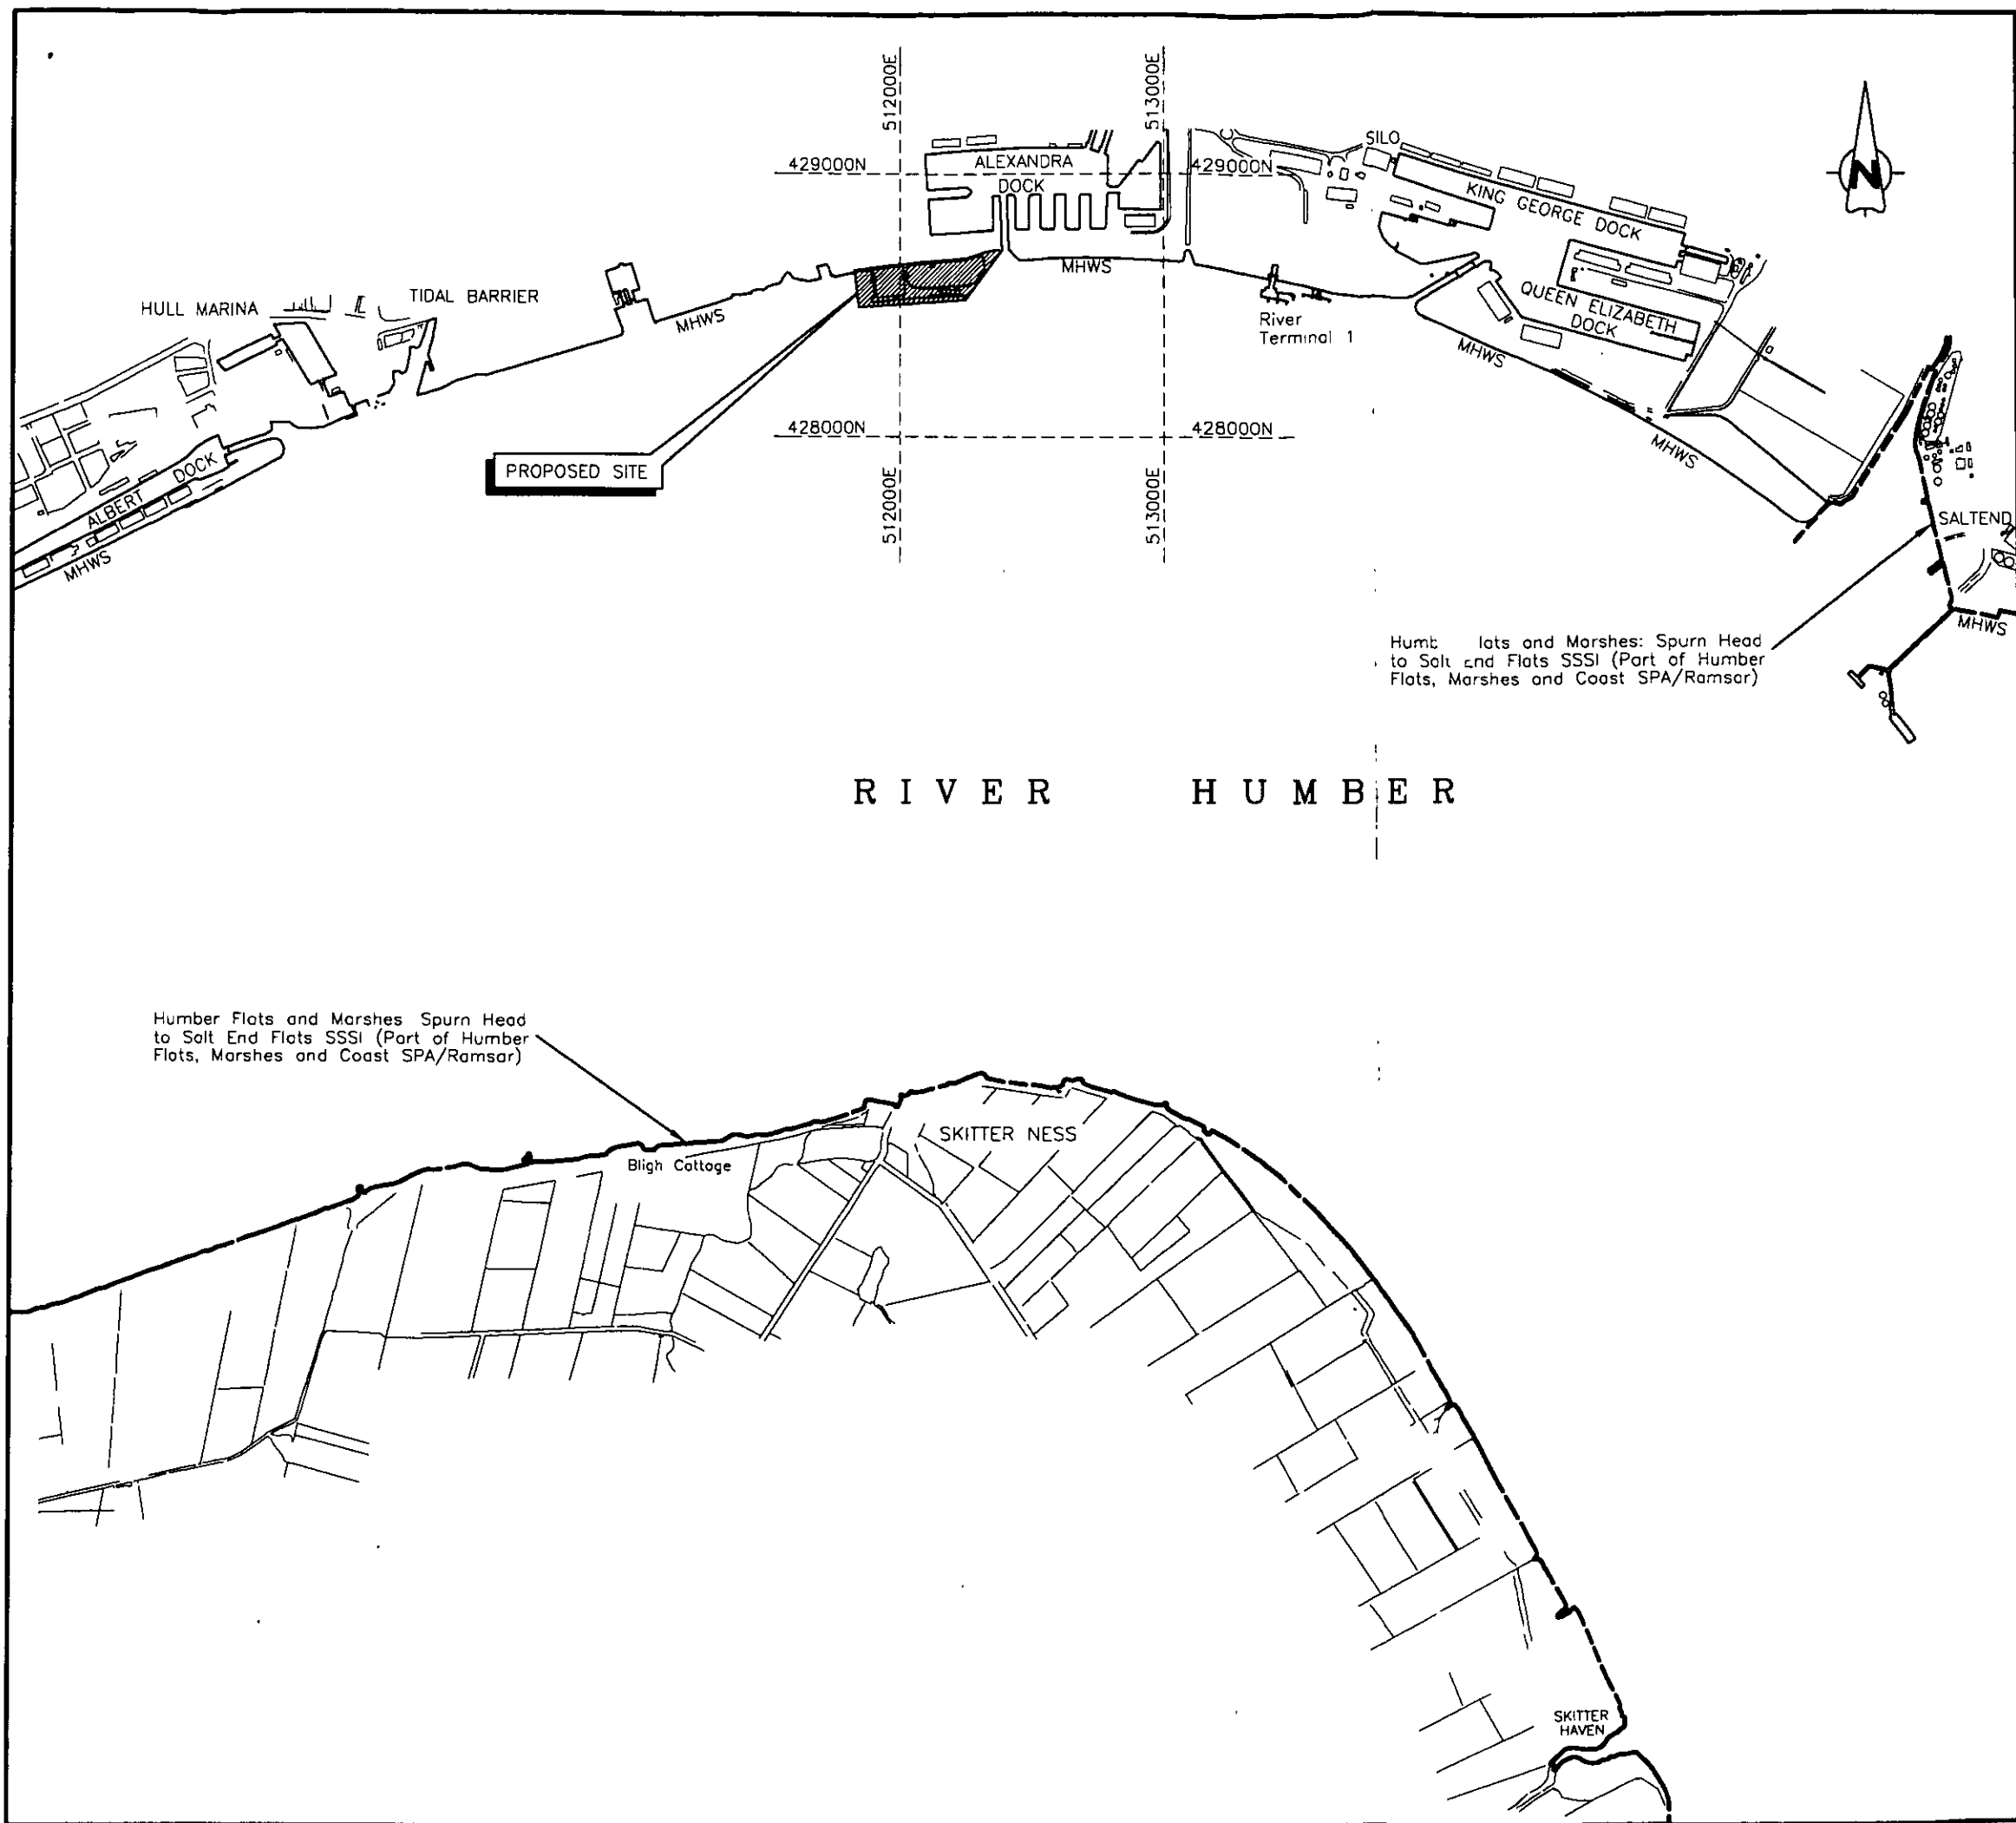 512000E
513000E
429000N
429000N
ALEXANDRA
DOCK
SILO
KING GEORGE DOCK
N
HULL MARINA
TIDAL BARRIER
MHWS
MHWS
River
Terminal 1
QUEEN ELIZABETH
DOCK
MHWS
MHWS
428000N
428000N
PROPOSED SITE
512000E
513000E
ALBERT DOCK
MHWS
SALTEND
MHWS
lats and Marshes: Spurn Head
to Salt End Flats SSSI (Part of Humber
Flats, Marshes and Coast SPA/Ramsar)
RIVER HUMBER
Humber Flats and Marshes Spurn Head
to Salt End Flats SSSI (Part of Humber
Flats, Marshes and Coast SPA/Ramsar)
SKITTER NESS
Bligh Cottage
SKITTER
HAVEN